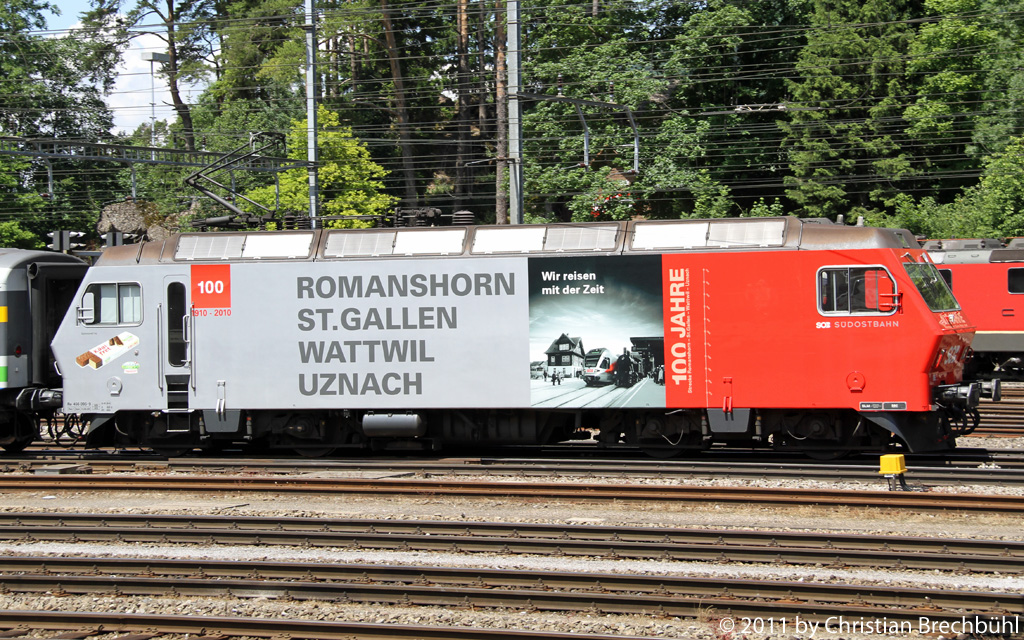 100
1910 - 2010
ROMANSHORN
ST.GALLEN
WATTWIL
UZNACH
Wir reisen
mit der Zeit
100 JAHRE
SOB SÜDOSTBAHN
© 2011 by Christian Brechbühl